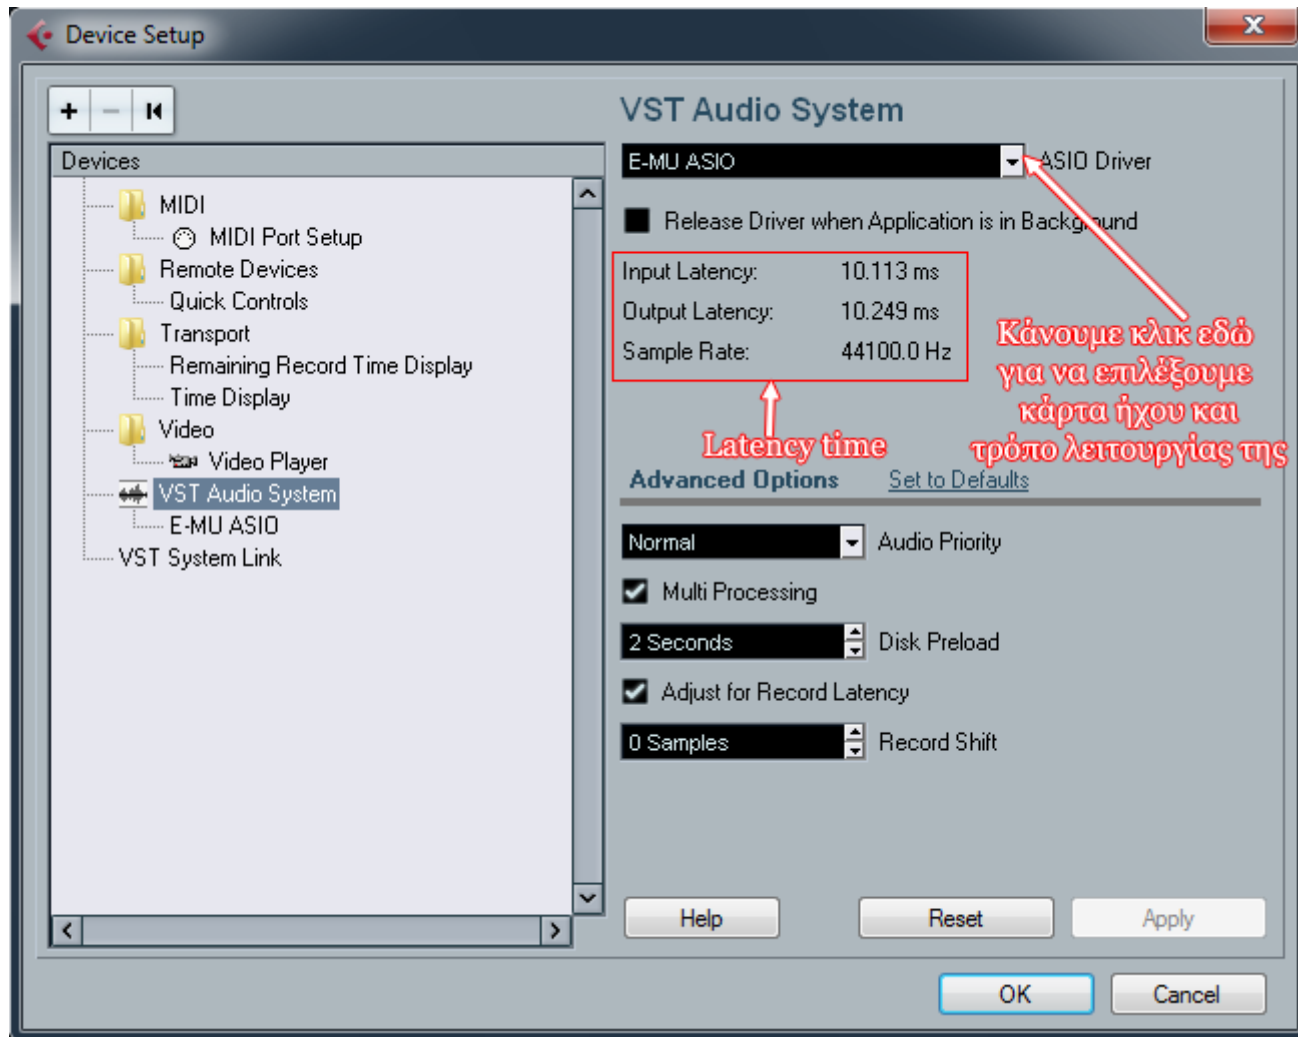 Device Setup
VST Audio System
Devices
MIDI
MIDI Port Setup
Remote Devices
Quick Controls
Transport
Remaining Record Time Display
Time Display
Video
Video Player
VST Audio System
E-MU ASIO
VST System Link
E-MU ASIO
ASIO Driver
Release Driver when Application is in Background
Input Latency: 10.113 ms
Output Latency: 10.249 ms
Sample Rate: 44100.0 Hz
Κάνουμε κλικ εδώ
για να επιλέξουμε
κάρτα ήχου και
τρόπο λειτουργίας της
Latency time
Advanced Options Set to Defaults
Normal Audio Priority
Multi Processing
2 Seconds Disk Preload
Adjust for Record Latency
0 Samples Record Shift
Help Reset Apply
OK Cancel